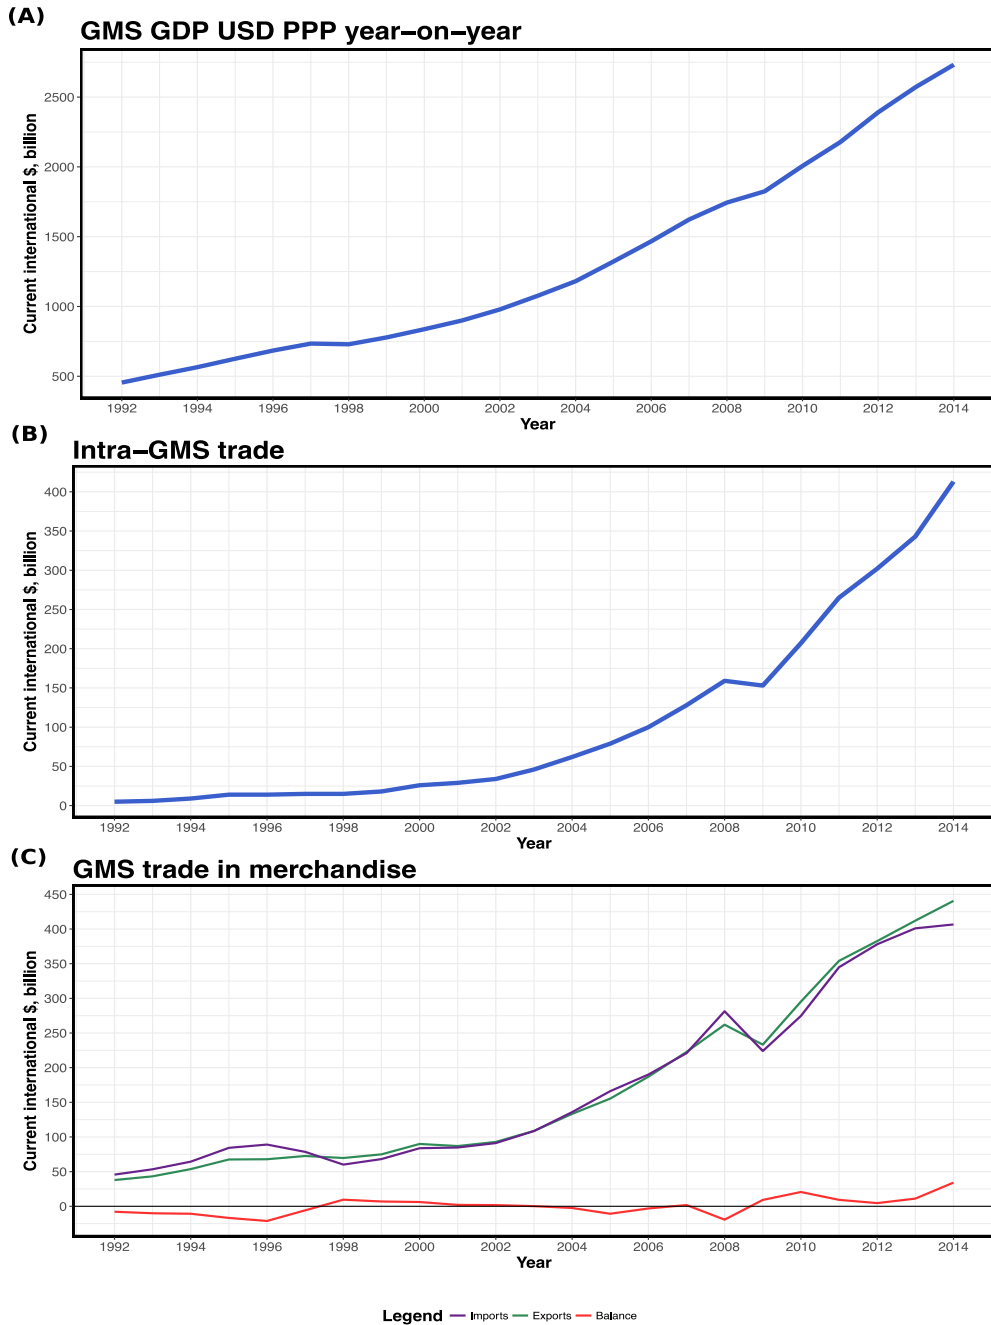 (A)
GMS GDP USD PPP year–on–year
Current international $, billion
2500
2000
1500
1000
500
1992 1994 1996 1998 2000 2002 2004 2006 2008 2010 2012 2014
Year
(B)
Intra–GMS trade
Current international $, billion
400
350
300
250
200
150
100
50
0
1992 1994 1996 1998 2000 2002 2004 2006 2008 2010 2012 2014
Year
(C)
GMS trade in merchandise
Current international $, billion
450
400
350
300
250
200
150
100
50
0
1992 1994 1996 1998 2000 2002 2004 2006 2008 2010 2012 2014
Year
Legend Imports Exports Balance